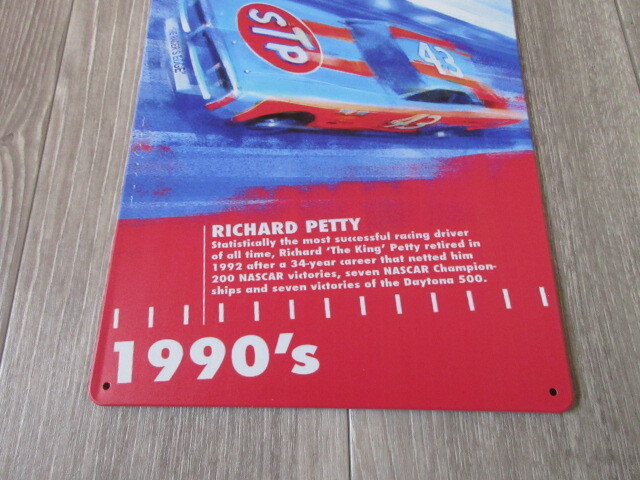 STP
43
43
RICHARD PETTY
Statistically the most successful racing driver
of all time, Richard 'The King' Petty retired in
1992 after a 34-year career that netted him
200 NASCAR victories, seven NASCAR Champion-
ships and seven victories of the Daytona 500.
1990's